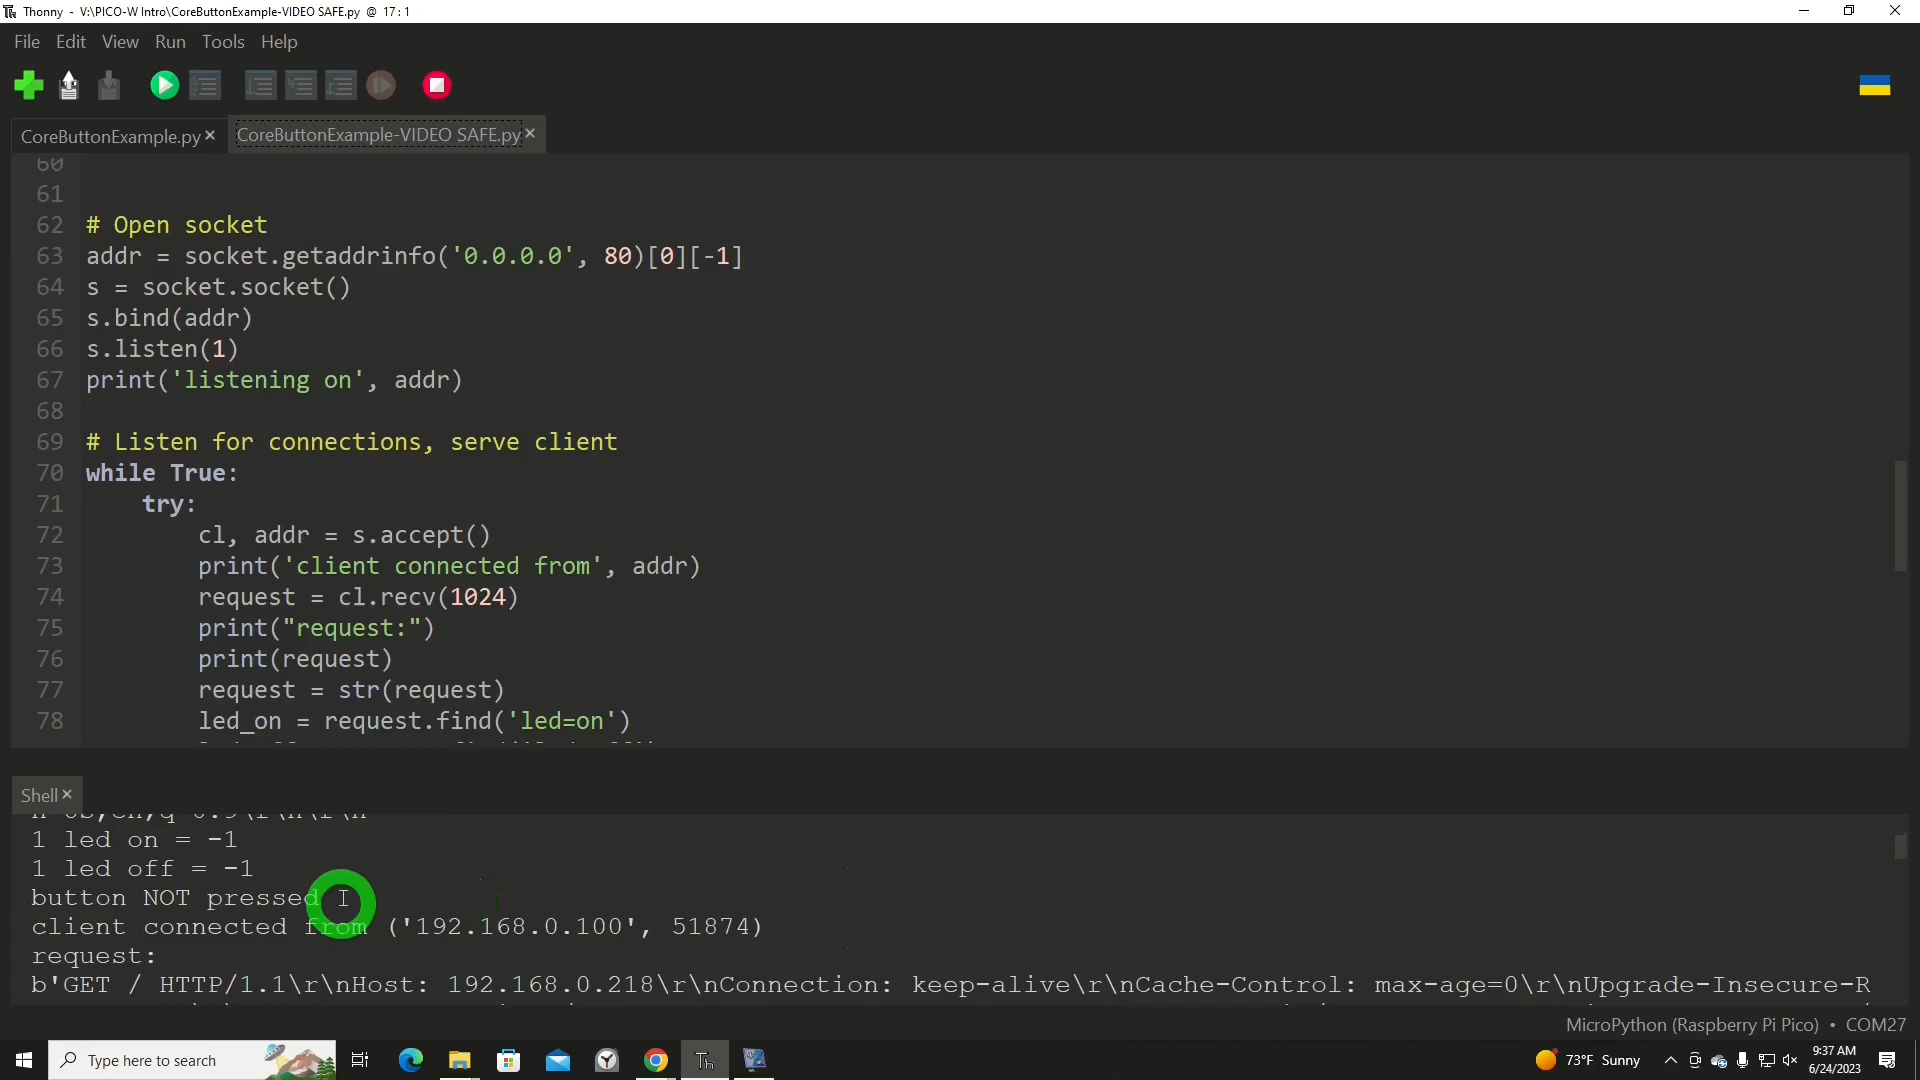 Thonny - V:\PICO-W Intro\CoreButtonExample-VIDEO SAFE.py @ 17:1
File Edit View Run Tools Help
CoreButtonExample.py
CoreButtonExample-VIDEO SAFE.py
60
61
62 # Open socket
63 addr = socket.getaddrinfo('0.0.0.0', 80)[0][-1]
64 s = socket.socket()
65 s.bind(addr)
66 s.listen(1)
67 print('listening on', addr)
68
69 # Listen for connections, serve client
70 while True:
71 try:
72 cl, addr = s.accept()
73 print('client connected from', addr)
74 request = cl.recv(1024)
75 print("request:")
76 print(request)
77 request = str(request)
78 led_on = request.find('led=on')
Shell
1 led on = -1
1 led off = -1
button NOT pressed
client connected from ('192.168.0.100', 51874)
request:
b'GET / HTTP/1.1\r\nHost: 192.168.0.218\r\nConnection: keep-alive\r\nCache-Control: max-age=0\r\nUpgrade-Insecure-R
MicroPython (Raspberry Pi Pico) • COM27
Type here to search
Th
73°F Sunny
9:37 AM
6/24/2023